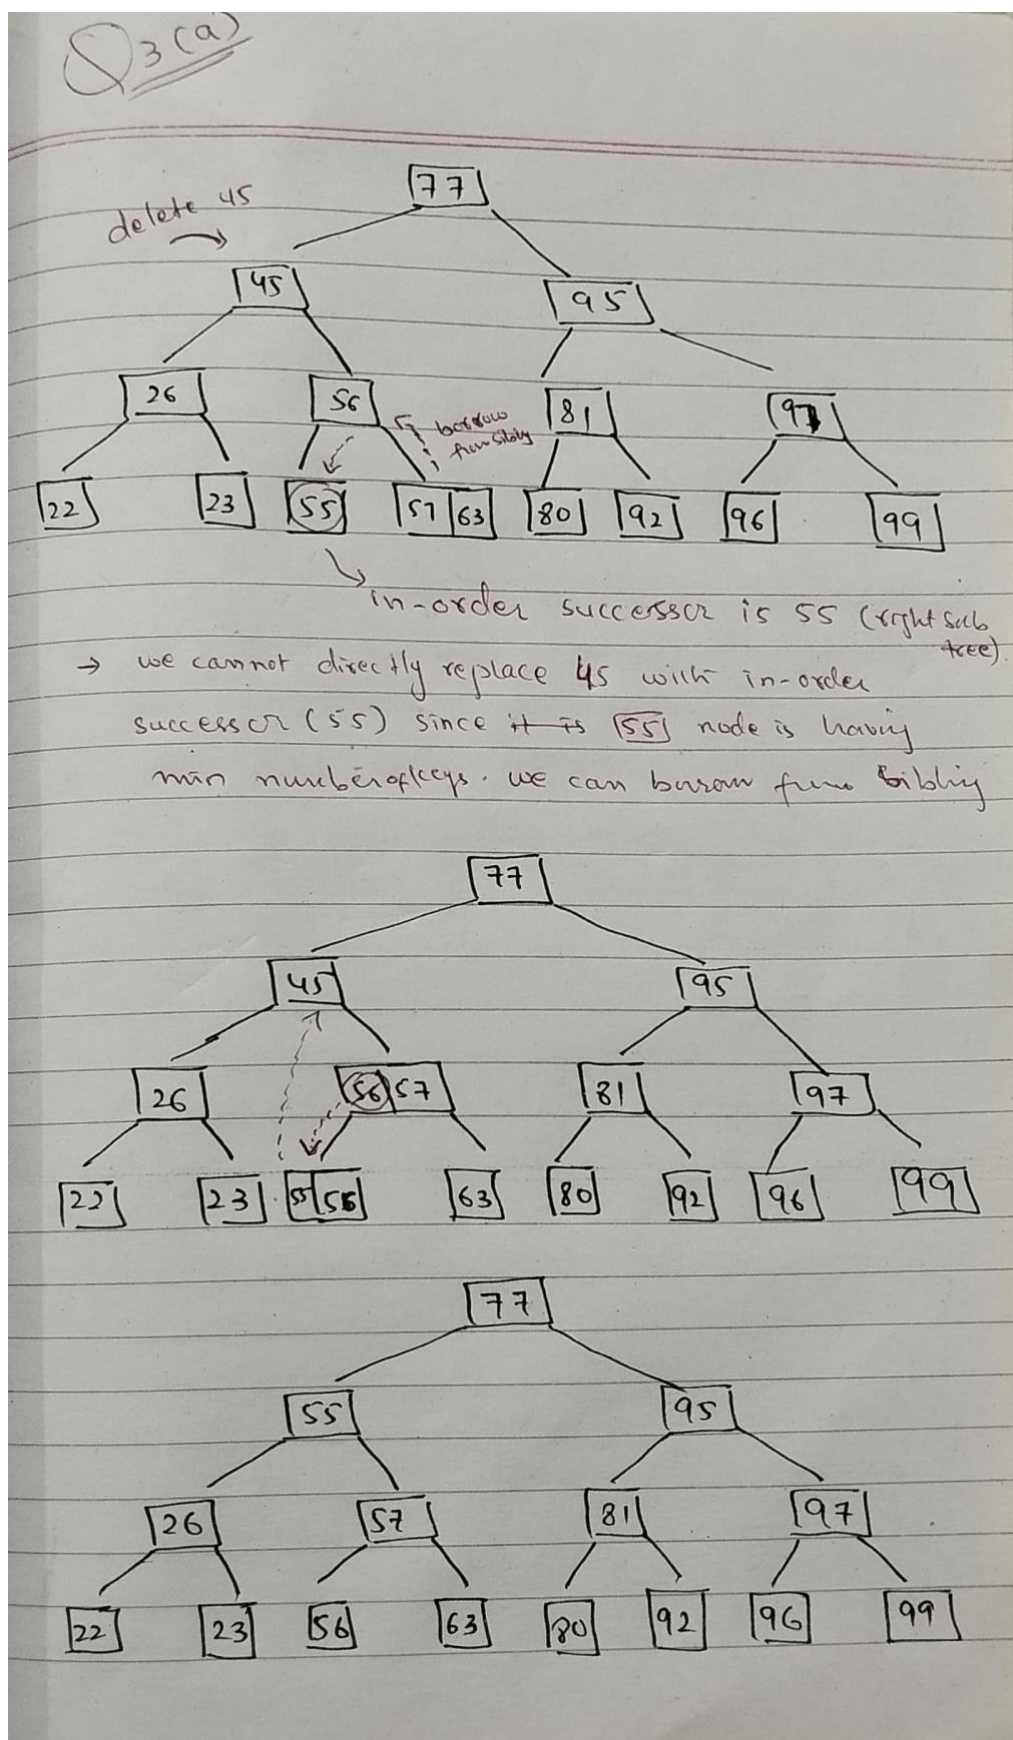 Q3(a)
77
delete 45
45 95
26 56 81 97
borrow
from sibling
22 23 55 57 63 80 92 96 99
in-order successor is 55 (right sub
tree)
→ we cannot directly replace 45 with in-order
successor (55) since it is 55 node is having
min number of keys. we can borrow from sibling
77
45 95
26 56 57 81 97
22 23 55 56 63 80 92 96 99
77
55 95
26 57 81 97
22 23 56 63 80 92 96 99